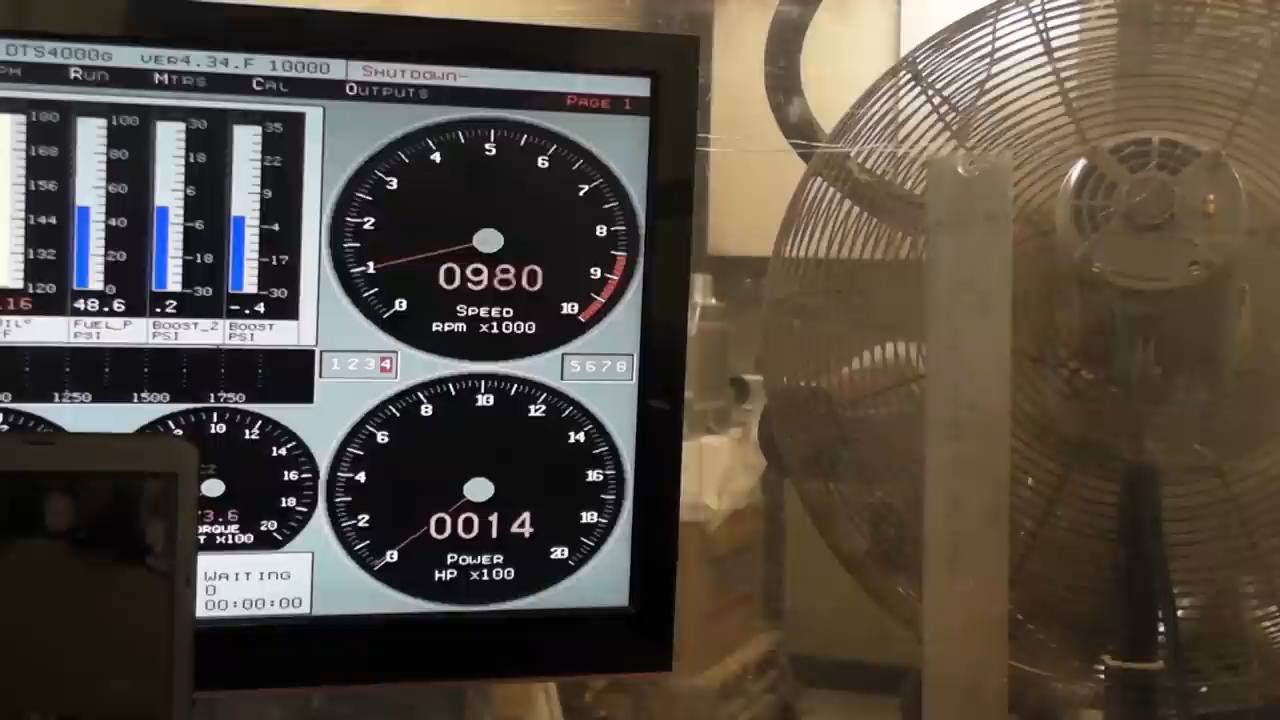 DTS4000g VER4.34.F 10000 SHUTDOWN-
RUN MTRS CAL OUTPUTS PAGE 1
180 168 156 144 132 120
100 80 60 40 20 0
30 18 6 -6 -18 -30
35 22 9 -4 -17 -30
48.6 .2 -.4
FUEL_P PSI
BOOST_2 PSI
BOOST PSI
0 1 2 3 4 5 6 7 8 9 10
0980
SPEED
RPM x1000
1 2 3 4
5 6 7 8
1250 1500 1750
10 12 14 16 18 20
3.6
x100
0 2 4 6 8 10 12 14 16 18 20
0014
POWER
HP x100
WAITING
0
00:00:00